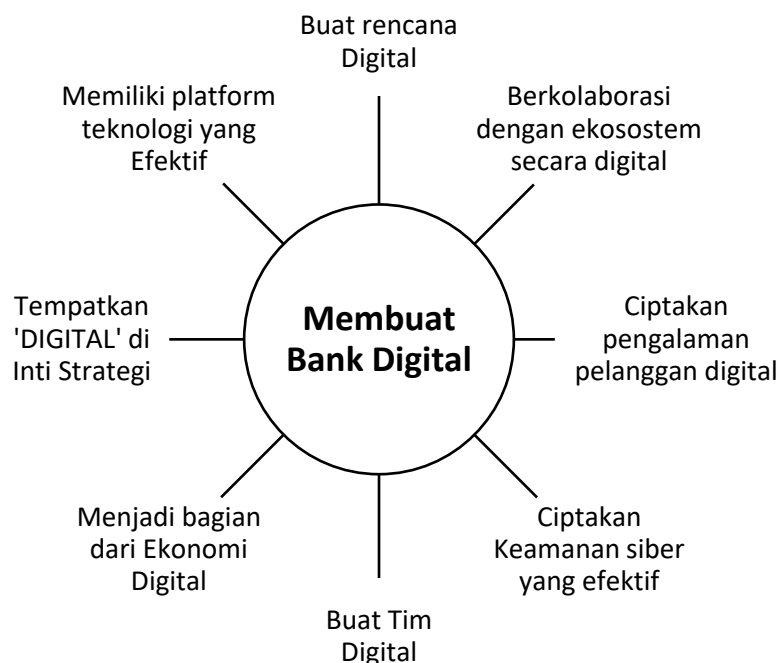 Buat rencana
Digital
Memiliki platform
teknologi yang
Efektif
Berkolaborasi
dengan ekosostem
secara digital
Tempatkan
'DIGITAL' di
Inti Strategi
Membuat
Bank Digital
Ciptakan
pengalaman
pelanggan digital
Menjadi bagian
dari Ekonomi
Digital
Ciptakan
Keamanan siber
yang efektif
Buat Tim
Digital